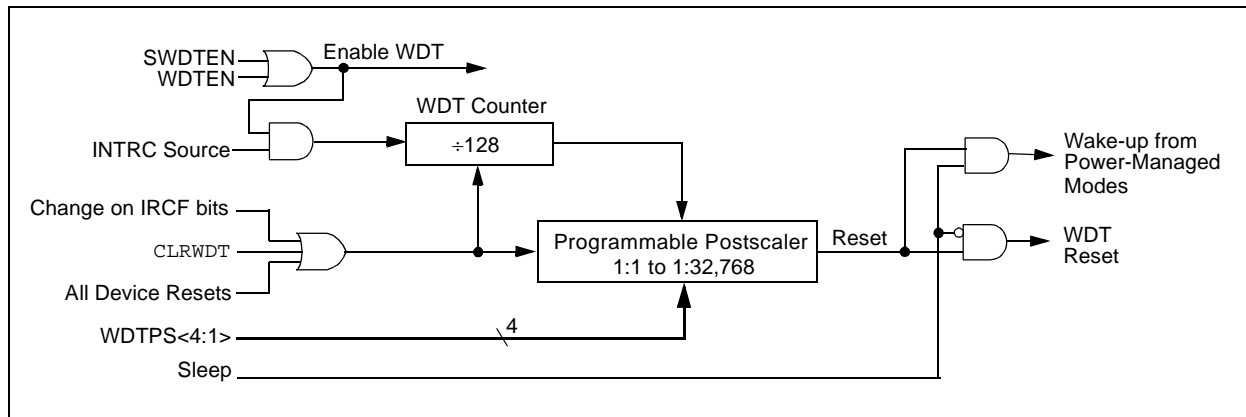 SWDTEN
WDTEN
Enable WDT
WDT Counter
INTRC Source
÷128
Wake-up from
Power-Managed
Modes
Change on IRCF bits
CLRWDT
All Device Resets
Programmable Postscaler
1:1 to 1:32,768
Reset
WDT
Reset
WDTPS<4:1>
4
Sleep